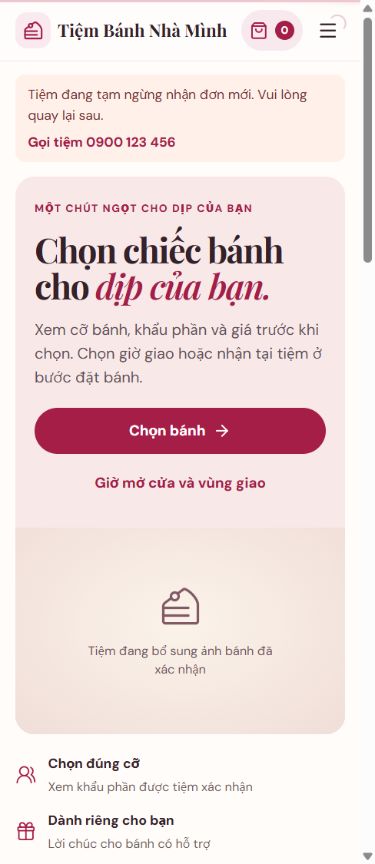 Tiệm Bánh Nhà Mình
0
Tiệm đang tạm ngừng nhận đơn mới. Vui lòng
quay lại sau.
Gọi tiệm 0900 123 456
MỘT CHÚT NGỌT CHO DỊP CỦA BẠN
Chọn chiếc bánh
cho dịp của bạn.
Xem cỡ bánh, khẩu phần và giá trước khi
chọn. Chọn giờ giao hoặc nhận tại tiệm ở
bước đặt bánh.
Chọn bánh →
Giờ mở cửa và vùng giao
Tiệm đang bổ sung ảnh bánh đã
xác nhận
Chọn đúng cỡ
Xem khẩu phần được tiệm xác nhận
Dành riêng cho bạn
Lời chúc cho bánh có hỗ trợ